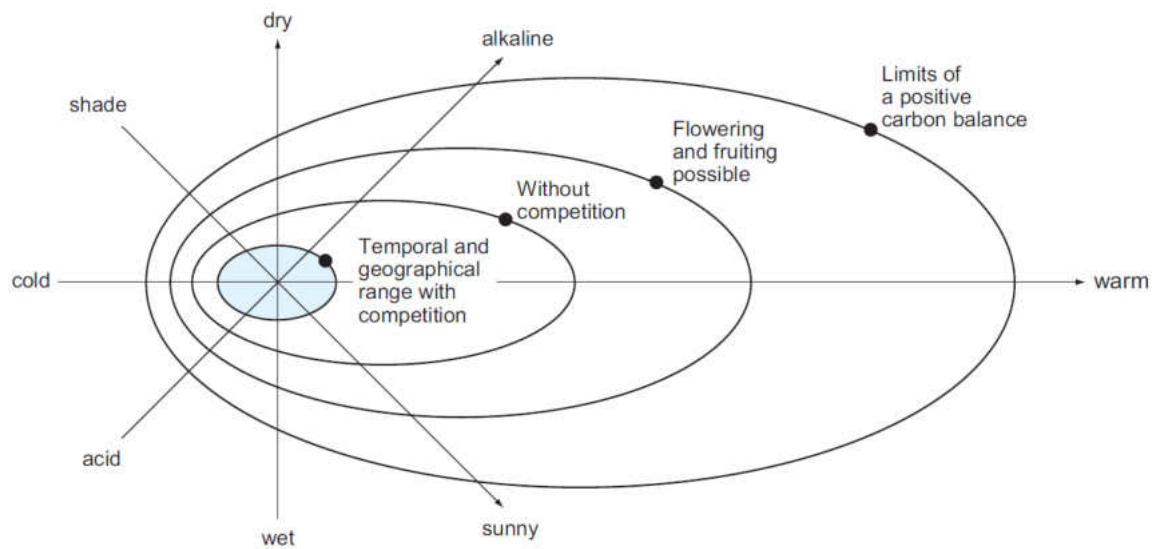 dry
alkaline
shade
Limits of
a positive
carbon balance
Flowering
and fruiting
possible
Without
competition
Temporal and
geographical
range with
competition
cold
warm
acid
wet
sunny